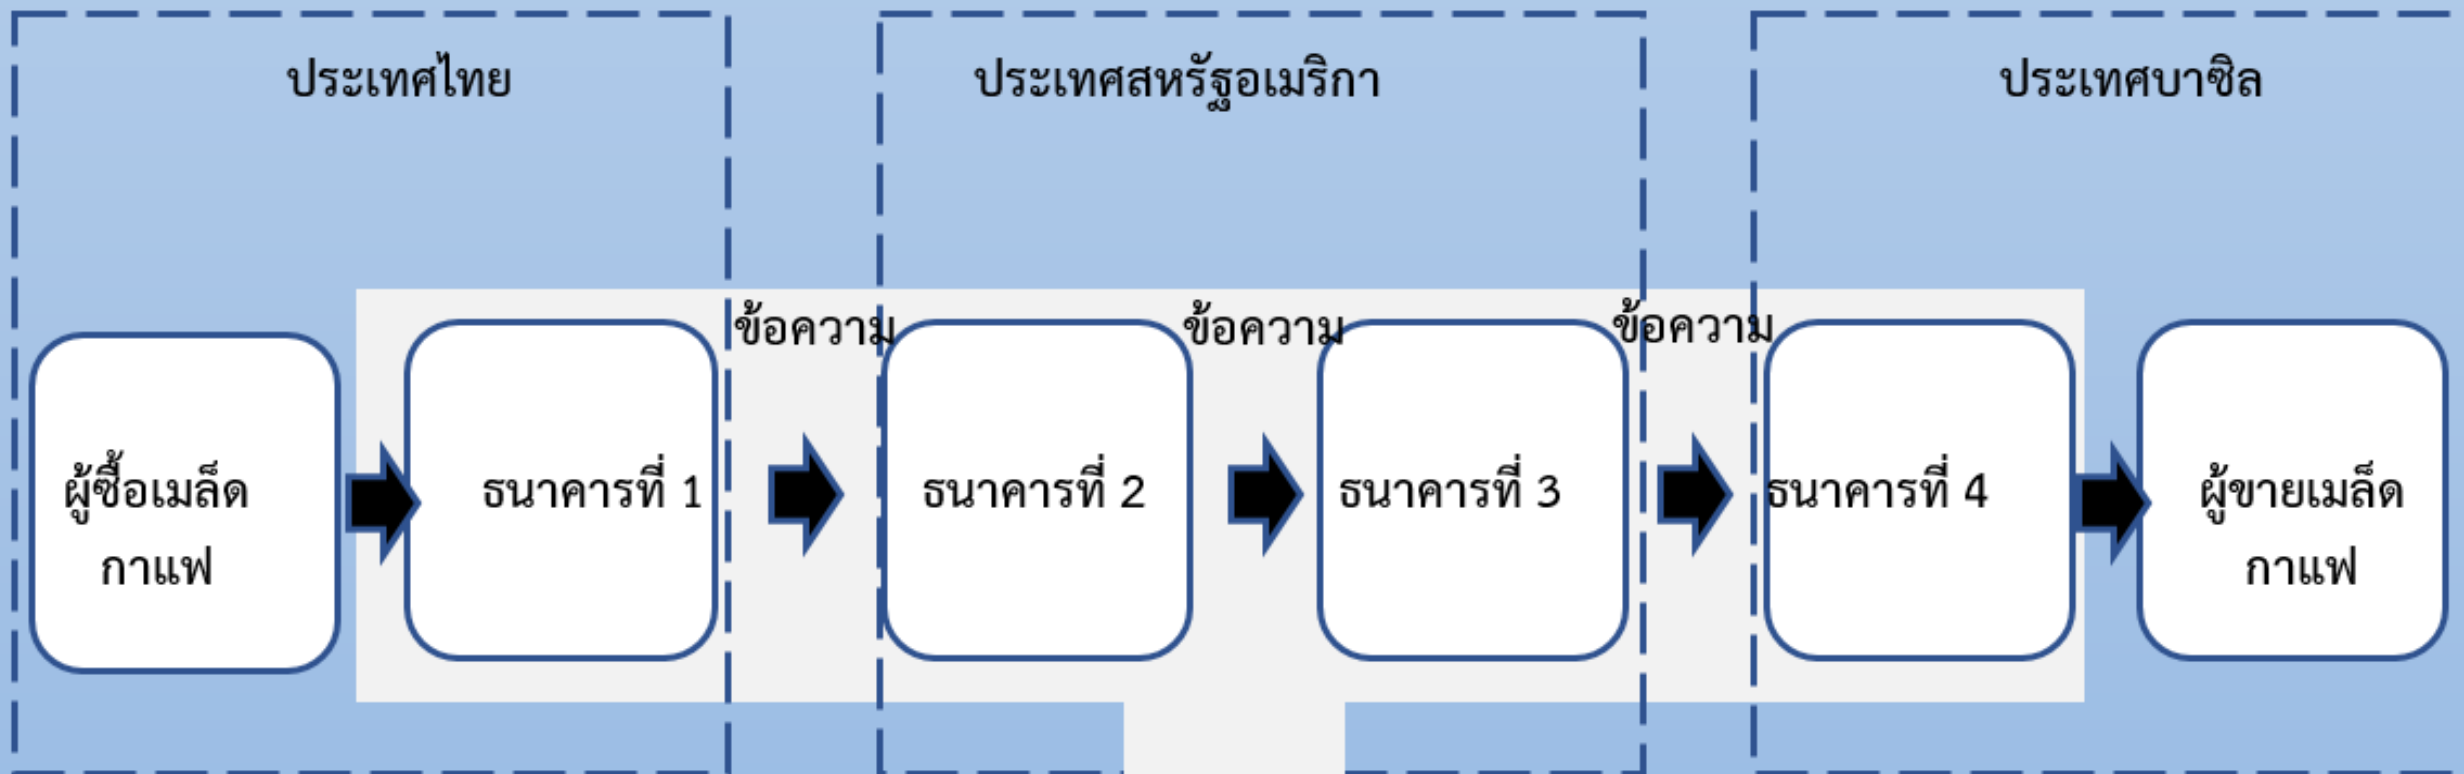 ประเทศไทย
ประเทศสหรัฐอเมริกา
ประเทศบาซิล
ข้อความ
ข้อความ
ข้อความ
ผู้ซื้อเมล็ด
กาแฟ
ธนาคารที่ 1
ธนาคารที่ 2
ธนาคารที่ 3
ธนาคารที่ 4
ผู้ขายเมล็ด
กาแฟ